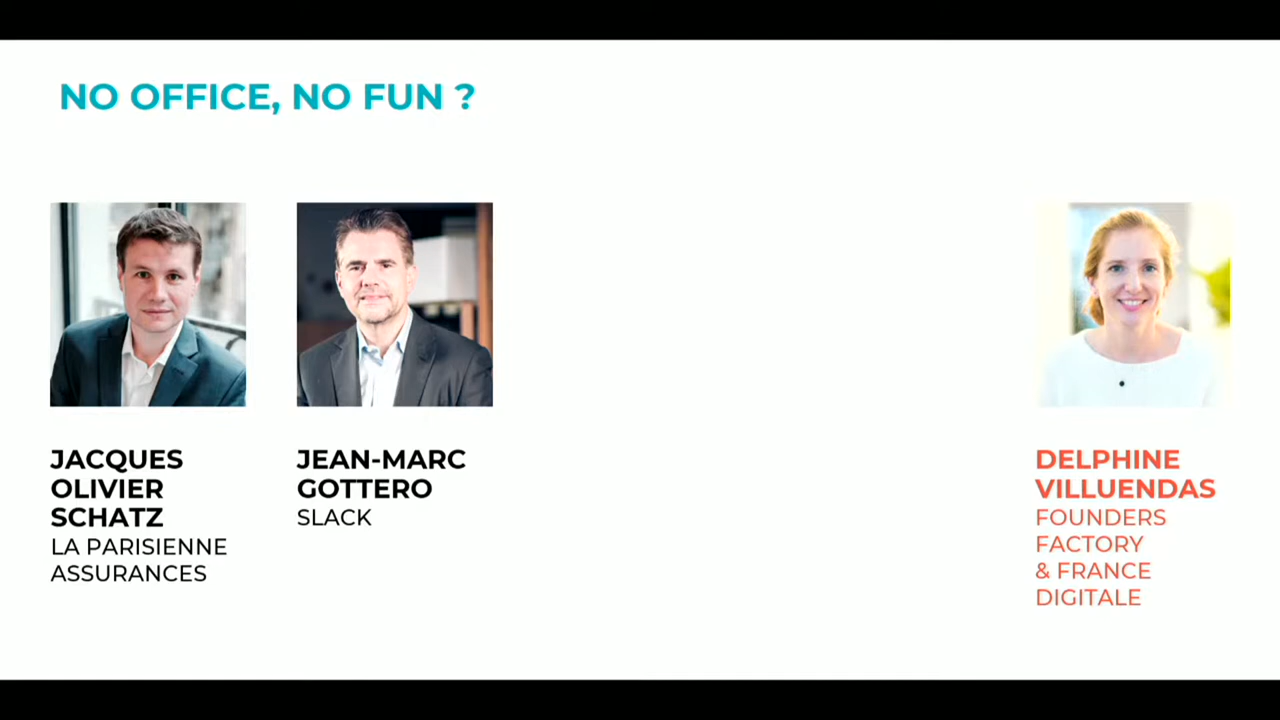 NO OFFICE, NO FUN ?
JACQUES
OLIVIER
SCHATZ
LA PARISIENNE
ASSURANCES
JEAN-MARC
GOTTERO
SLACK
DELPHINE
VILLUENDAS
FOUNDERS
FACTORY
& FRANCE
DIGITALE